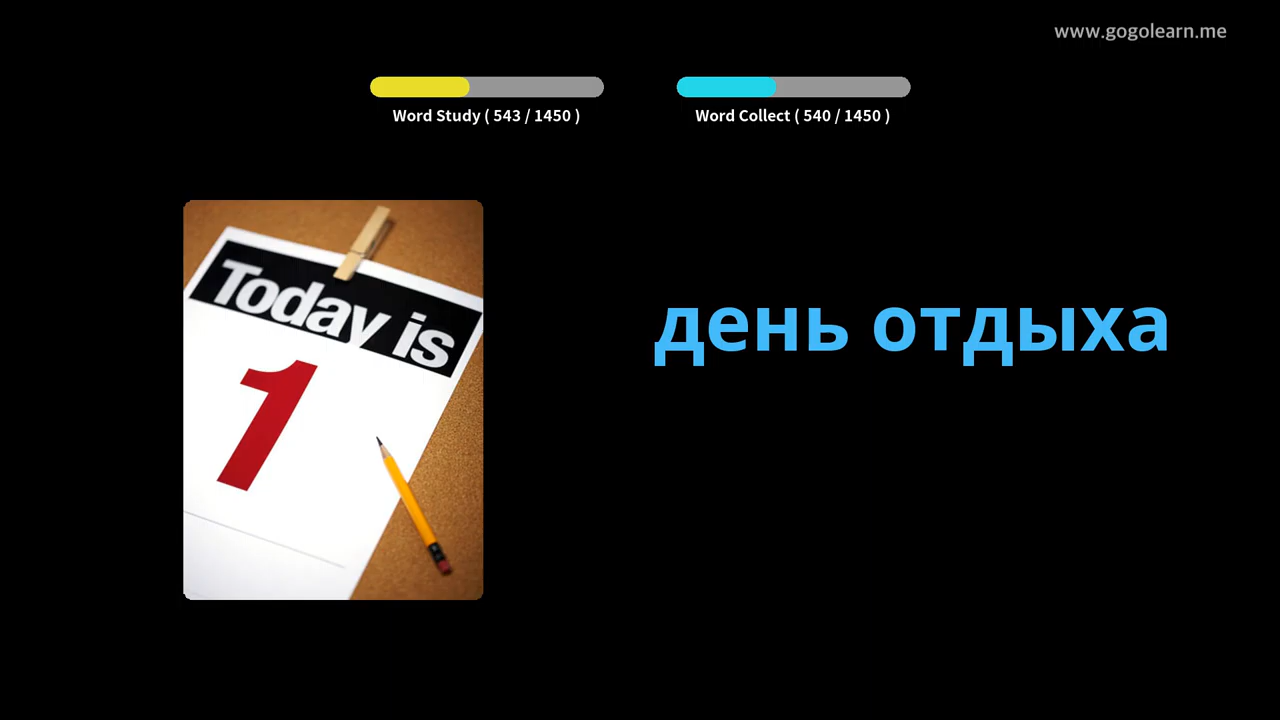 www.gogolearn.me
Word Study ( 543 / 1450 )
Word Collect ( 540 / 1450 )
Today is
1
день отдыха